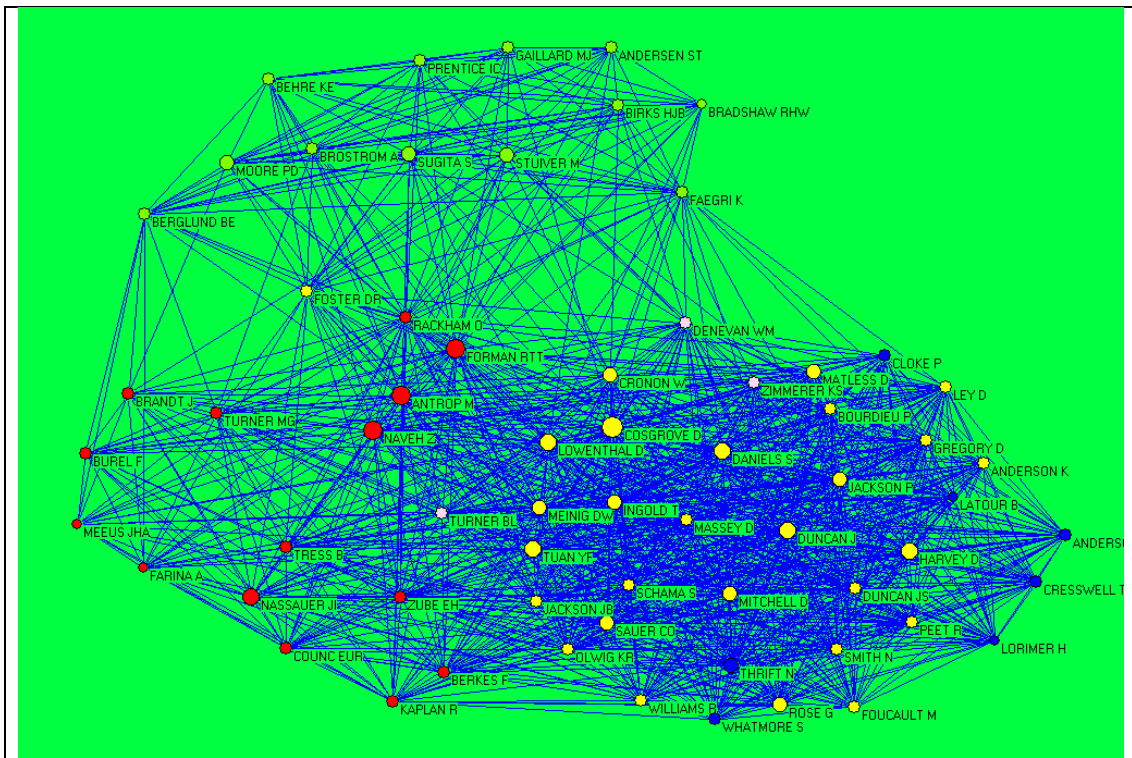 GAILLARD MJ
ANDERSEN ST
PRENTICE IC
BEHRE KE
BIRKS HJB
BRADSHAW RHW
BROSTROM A
SUGITA S
STUIVER M
MOORE PD
FAEGRI K
BERGLUND BE
FOSTER DR
RACKHAM O
DENEVAN WM
FORMAN RTT
CLOKE P
CRONON W
MATLESS D
ZIMMERER KS
LEY D
BRANDT J
ANTROP M
TURNER MG
BOURDIEU P
COSGROVE D
NAVEH Z
LOWENTHAL D
GREGORY D
DANIELS S
BUREL F
ANDERSON K
JACKSON P
LATOUR B
INGOLD T
MEINIG DW
TURNER BL
MASSEY D
MEEUS JHA
DUNCAN J
ANDERSO
TRESS B
TUAN YF
HARVEY D
FARINA A
CRESSWELL T
SCHAMA S
DUNCAN JS
NASSAUER JI
ZUBE EH
JACKSON JB
MITCHELL D
SAUER CO
PEET R
LORIMER H
COUNC EUR
OLWIG KR
SMITH N
BERKES F
THRIFT N
KAPLAN R
WILLIAMS R
ROSE G
FOUCAULT M
WHATMORE S